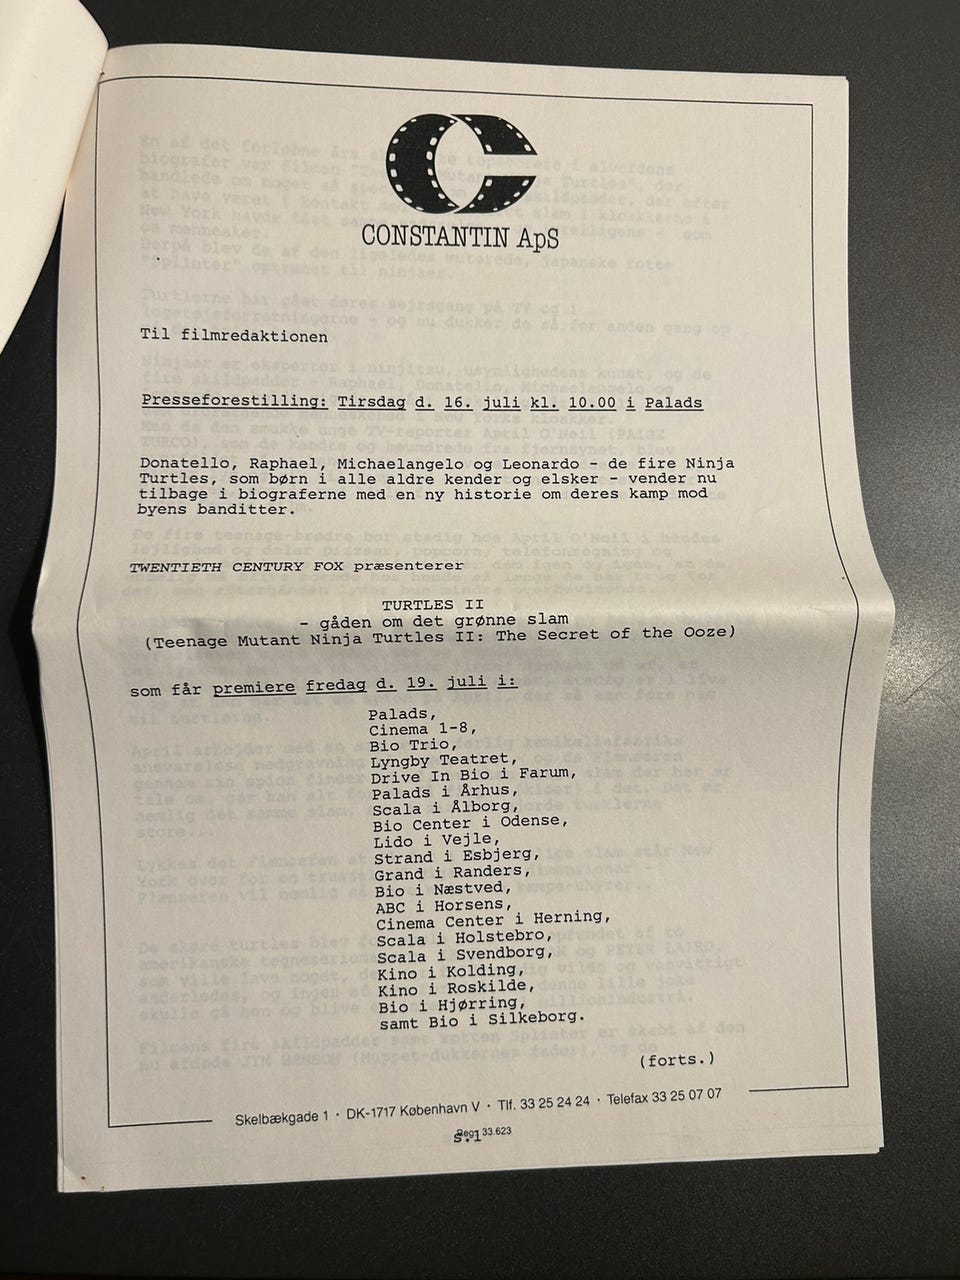 CONSTANTIN ApS
Til filmredaktionen
Presseforestilling: Tirsdag d. 16. juli kl. 10.00 i Palads
Donatello, Raphael, Michaelangelo og Leonardo - de fire Ninja
Turtles, som børn i alle aldre kender og elsker - vender nu
tilbage i biograferne med en ny historie om deres kamp mod
byens banditter.
TWENTIETH CENTURY FOX præsenterer
TURTLES II
- gåden om det grønne slam
(Teenage Mutant Ninja Turtles II: The Secret of the Ooze)
som får premiere fredag d. 19. juli i:
Palads,
Cinema 1-8,
Bio Trio,
Lyngby Teatret,
Drive In Bio i Farum,
Palads i Århus,
Scala i Ålborg,
Bio Center i Odense,
Lido i Vejle,
Strand i Esbjerg,
Grand i Randers,
Bio i Næstved,
ABC i Horsens,
Cinema Center i Herning,
Scala i Holstebro,
Scala i Svendborg,
Kino i Kolding,
Kino i Roskilde,
Bio i Hjørring,
samt Bio i Silkeborg.
(forts.)
Skelbækgade 1 · DK-1717 København V · Tlf. 33 25 24 24 · Telefax 33 25 07 07
s.1 33.623